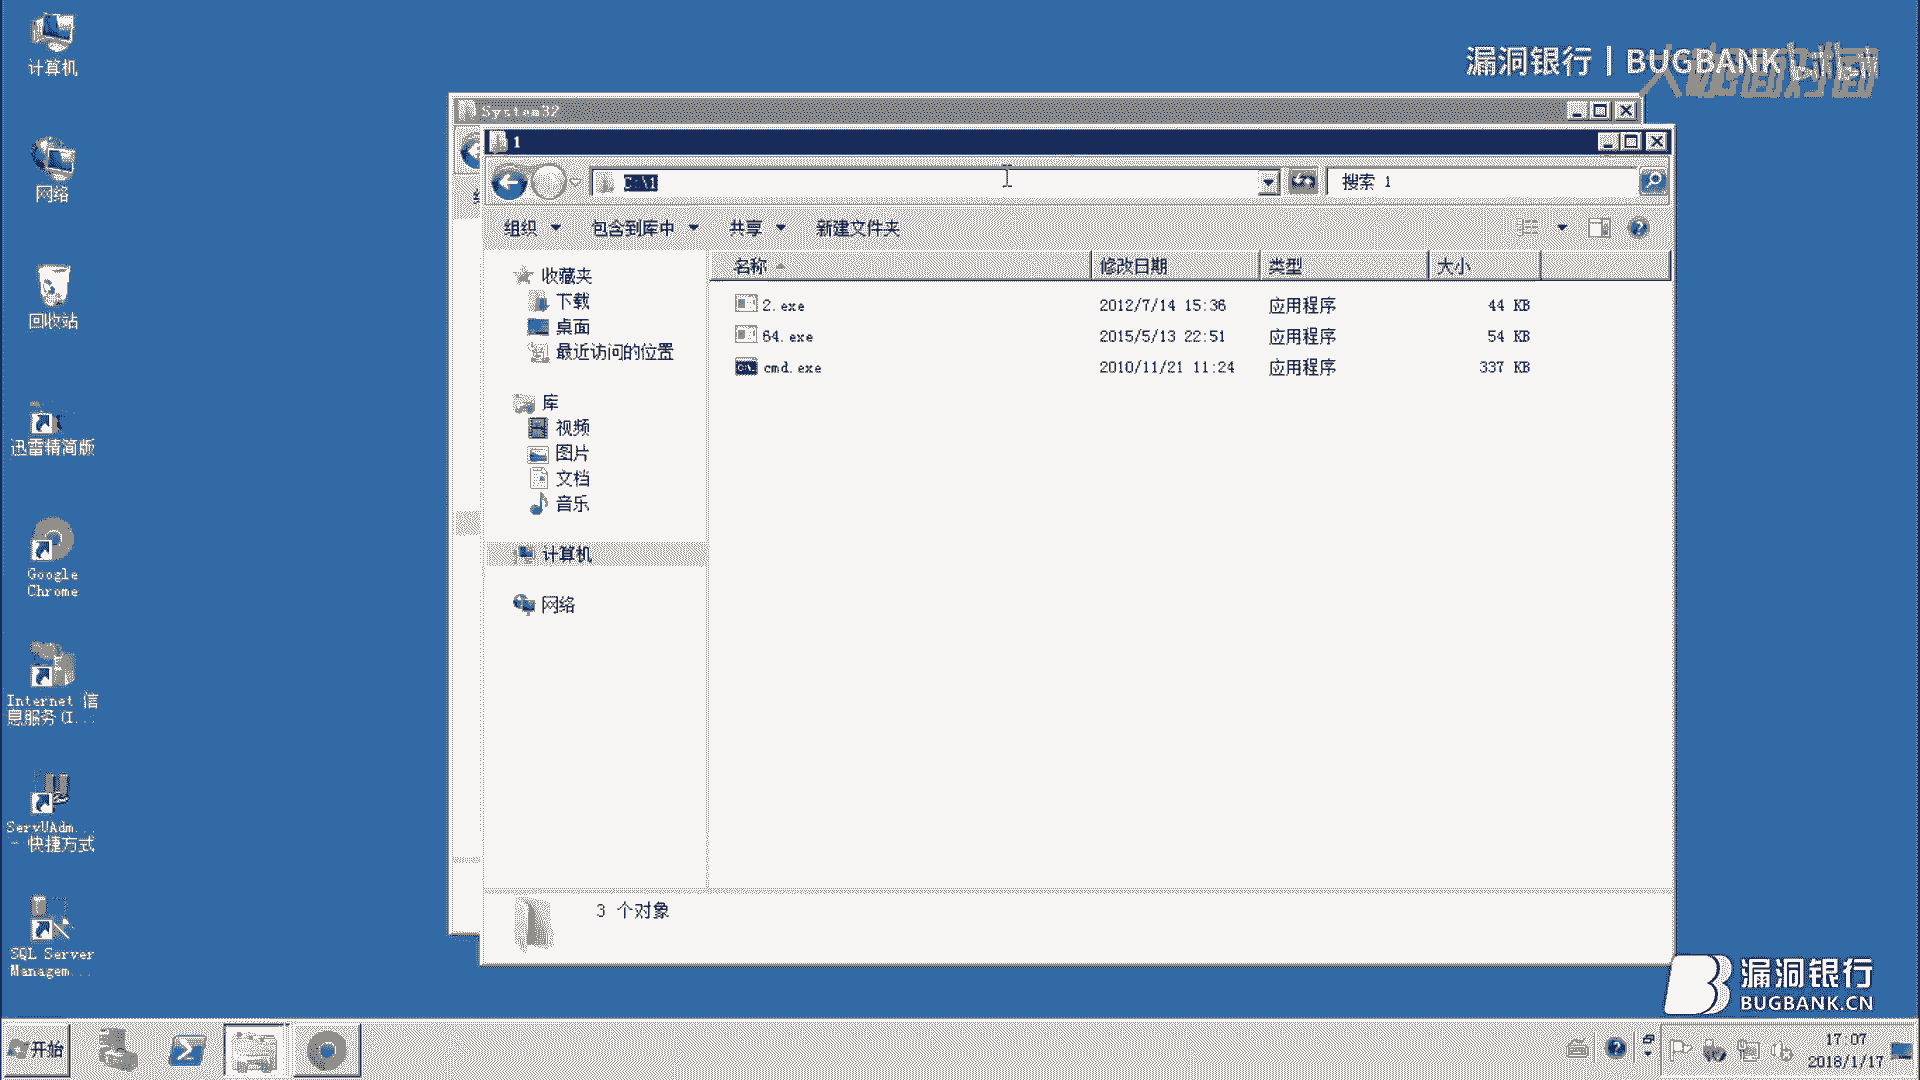 计算机
网络
回收站
迅雷精简版
Google
Chrome
Internet 信
息服务(I...
ServUAdm...
- 快捷方式
SQL Server
Managem...
漏洞银行 | BUGBANK
大咖面对面
System32
1
C:\1
搜索 1
组织
包含到库中
共享
新建文件夹
收藏夹
下载
桌面
最近访问的位置
库
视频
图片
文档
音乐
计算机
网络
名称 修改日期 类型 大小
2.exe 2012/7/14 15:36 应用程序 44 KB
64.exe 2015/5/13 22:51 应用程序 54 KB
cmd.exe 2010/11/21 11:24 应用程序 337 KB
3 个对象
漏洞银行
BUGBANK.CN
开始
17:07
2018/1/17